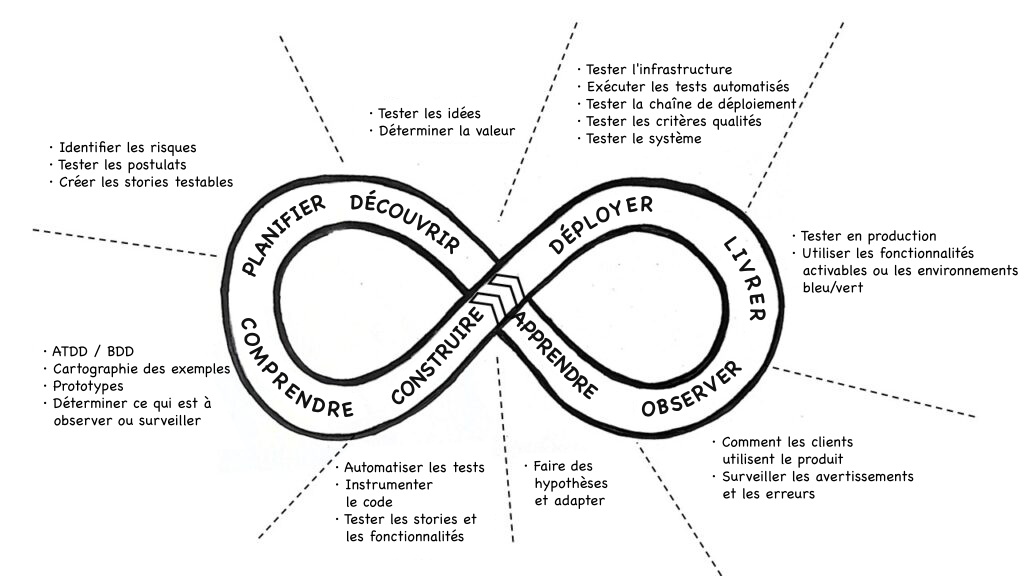 · Tester l'infrastructure
· Exécuter les tests automatisés
· Tester la chaîne de déploiement
· Tester les critères qualités
· Tester le système
· Tester les idées
· Déterminer la valeur
· Identifier les risques
· Tester les postulats
· Créer les stories testables
PLANIFIER
DÉCOUVRIR
DÉPLOYER
LIVRER
· Tester en production
· Utiliser les fonctionnalités
activables ou les environnements
bleu/vert
COMPRENDRE
CONSTRUIRE
APPRENDRE
OBSERVER
· ATDD / BDD
· Cartographie des exemples
· Prototypes
· Déterminer ce qui est à
observer ou surveiller
· Automatiser les tests
· Instrumenter
le code
· Tester les stories et
les fonctionnalités
· Faire des
hypothèses
et adapter
· Comment les clients
utilisent le produit
· Surveiller les avertissements
et les erreurs